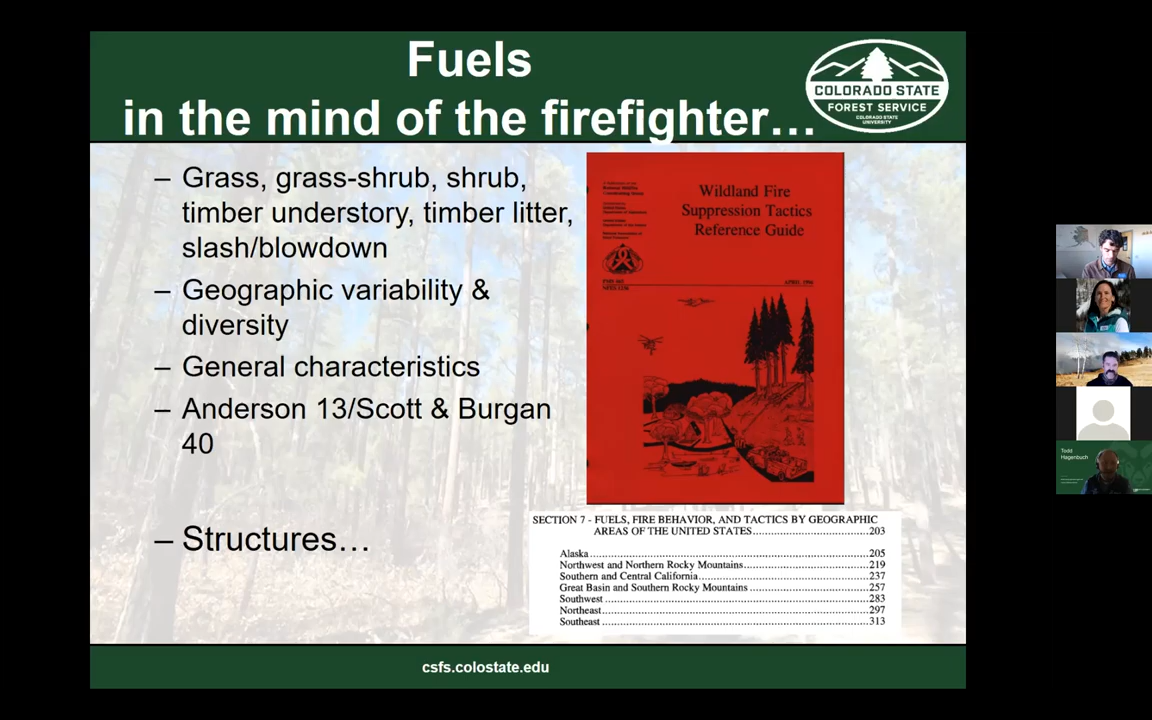 Fuels
in the mind of the firefighter…
COLORADO STATE
FOREST SERVICE
COLORADO STATE
UNIVERSITY
– Grass, grass-shrub, shrub,
timber understory, timber litter,
slash/blowdown
– Geographic variability &
diversity
– General characteristics
– Anderson 13/Scott & Burgan
40
– Structures…
Wildland Fire
Suppression Tactics
Reference Guide
APRIL 1996
SECTION 7 - FUELS, FIRE BEHAVIOR, AND TACTICS BY GEOGRAPHIC
AREAS OF THE UNITED STATES 203
Alaska 205
Northwest and Northern Rocky Mountains 219
Southern and Central California 237
Great Basin and Southern Rocky Mountains 257
Southwest 283
Northeast 297
Southeast 313
csfs.colostate.edu
Todd
Hagenbuch